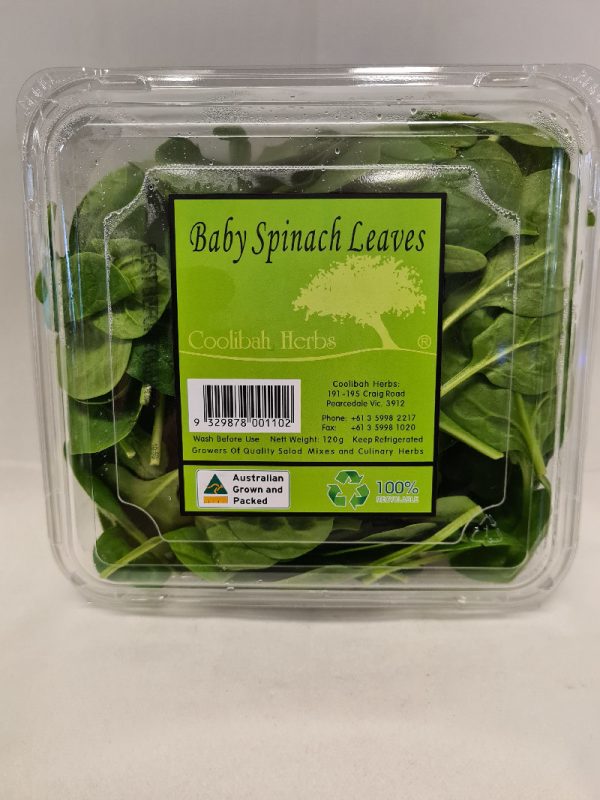 Baby Spinach Leaves
Coolibah Herbs ®
Coolibah Herbs:
191-195 Craig Road
Pearcedale Vic. 3912
Phone: +61 3 5998 2217
Fax: +61 3 5998 1020
9 329878 001102
Wash Before Use Nett Weight: 120g Keep Refrigerated
Growers Of Quality Salad Mixes and Culinary Herbs
Australian
Grown and
Packed
100%
RECYCLABLE